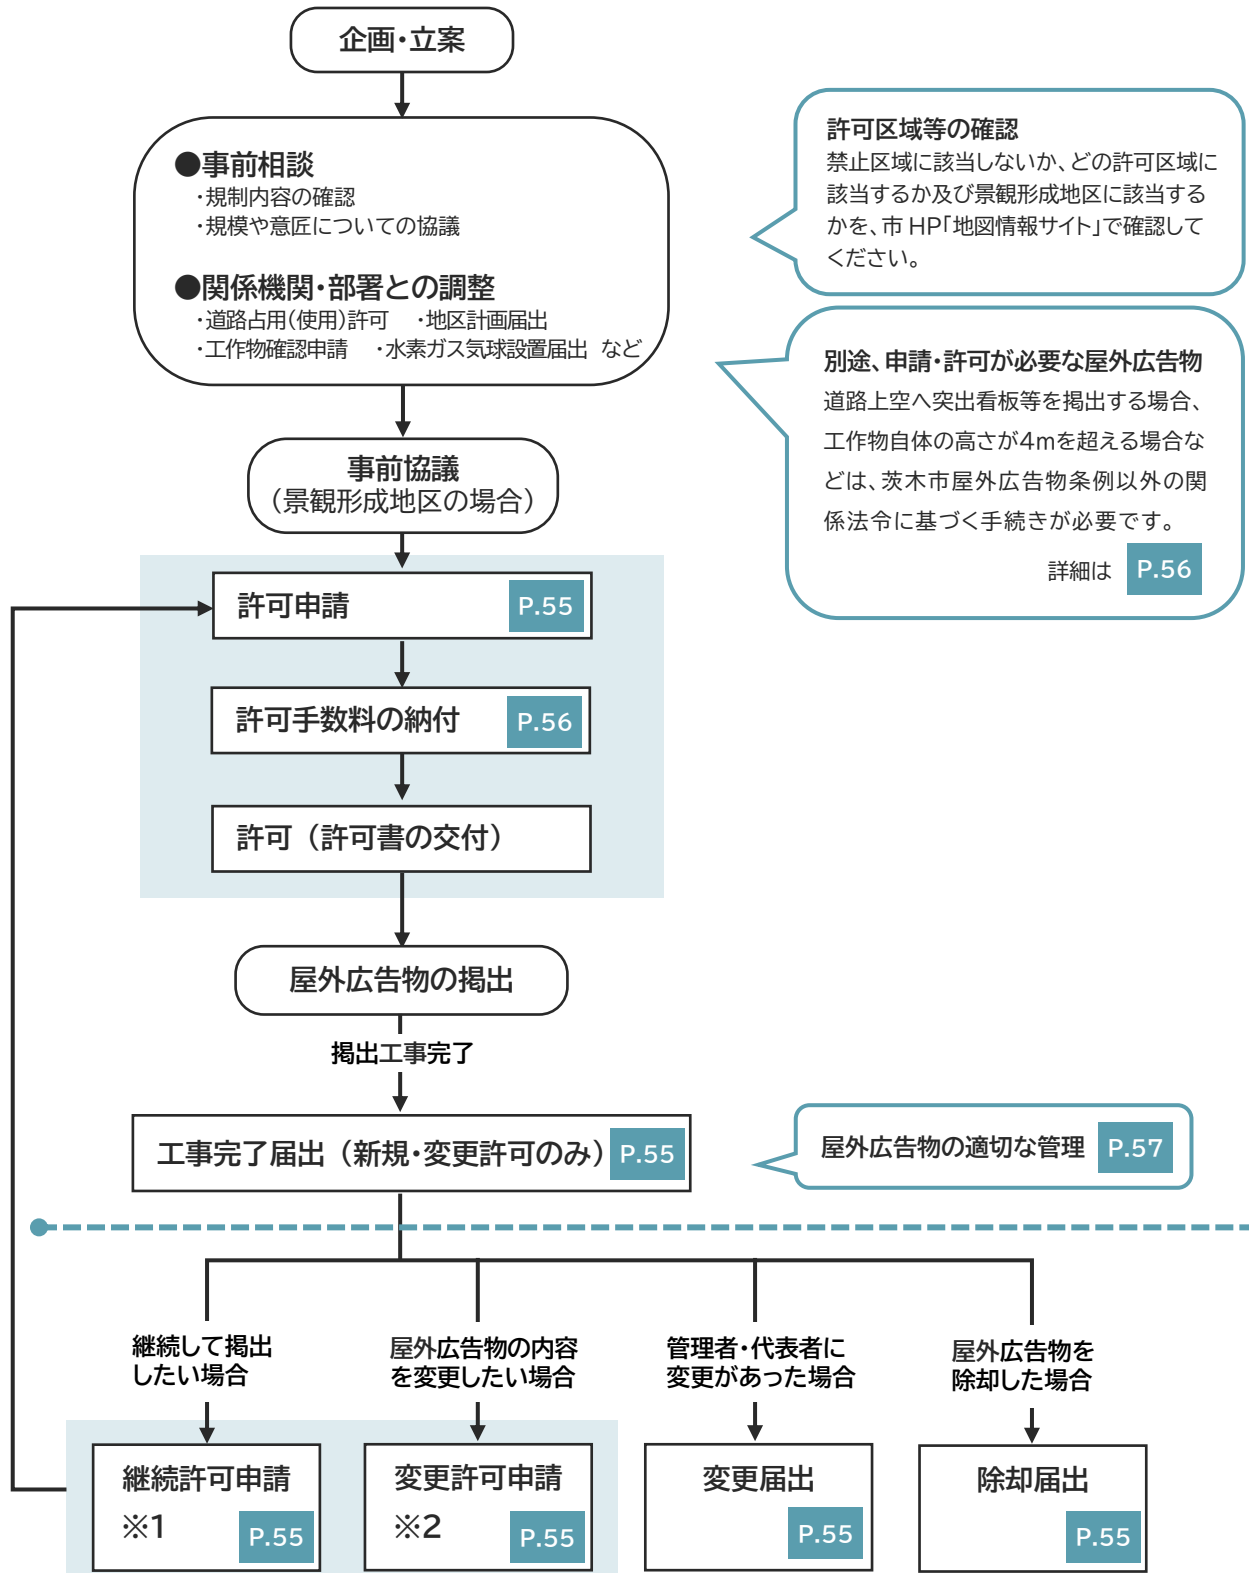 企画・立案
●事前相談
・規制内容の確認
・規模や意匠についての協議
●関係機関・部署との調整
・道路占用(使用)許可　・地区計画届出
・工作物確認申請　・水素ガス気球設置届出 など
許可区域等の確認
禁止区域に該当しないか、どの許可区域に
該当するか及び景観形成地区に該当する
かを、市 HP「地図情報サイト」で確認して
ください。
別途、申請・許可が必要な屋外広告物
道路上空へ突出看板等を掲出する場合、
工作物自体の高さが4mを超える場合な
どは、茨木市屋外広告物条例以外の関
係法令に基づく手続きが必要です。
詳細は P.56
事前協議
(景観形成地区の場合)
許可申請 P.55
許可手数料の納付 P.56
許可(許可書の交付)
屋外広告物の掲出
掲出工事完了
工事完了届出(新規・変更許可のみ) P.55
屋外広告物の適切な管理 P.57
継続して掲出
したい場合
屋外広告物の内容
を変更したい場合
管理者・代表者に
変更があった場合
屋外広告物を
除却した場合
継続許可申請
※1 P.55
変更許可申請
※2 P.55
変更届出
P.55
除却届出
P.55